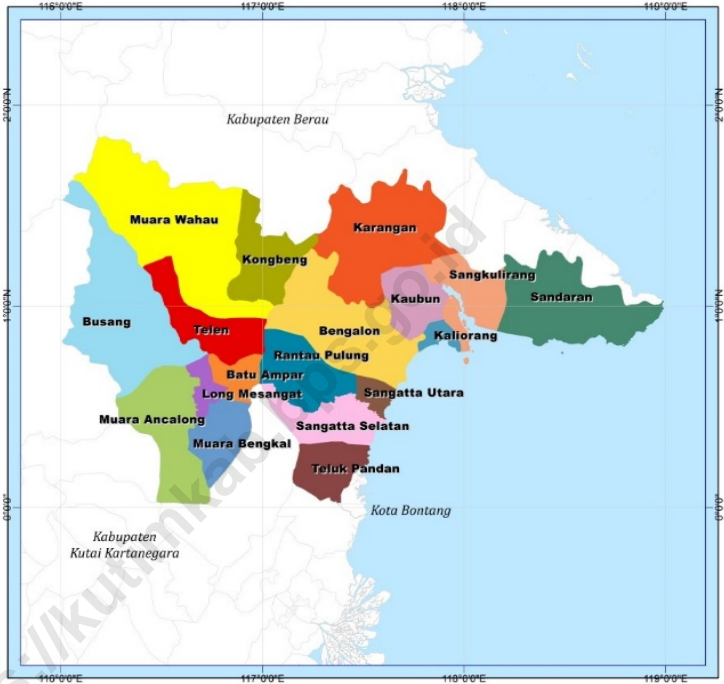 116°0'0"E 117°0'0"E 118°0'0"E 119°0'0"E
2°0'0"N
2°0'0"N
Kabupaten Berau
Muara Wahau
Karangan
Kongbeng
Sangkulirang
Kaubun
Sandaran
1°0'0"N
1°0'0"N
Busang
Telen
Bengalon
Kaliorang
Rantau Pulung
Batu Ampar
Long Mesangat
Sangatta Utara
Muara Ancalong
Sangatta Selatan
Muara Bengkal
Teluk Pandan
0°0'0"
0°0'0"
Kota Bontang
Kabupaten
Kutai Kartanegara
116°0'0"E 117°0'0"E 118°0'0"E 119°0'0"E
://kutimkab.bps.go.id